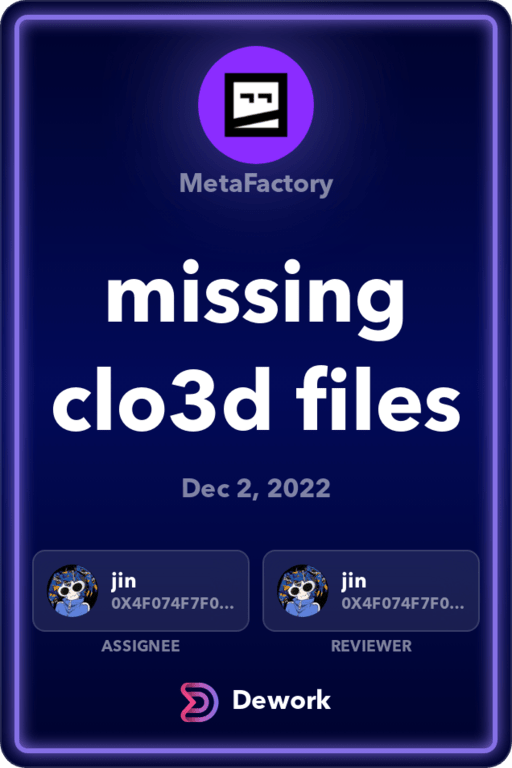 MetaFactory
missing
clo3d files
Dec 2, 2022
jin
0X4F074F7F0...
ASSIGNEE
jin
0X4F074F7F0...
REVIEWER
Dework